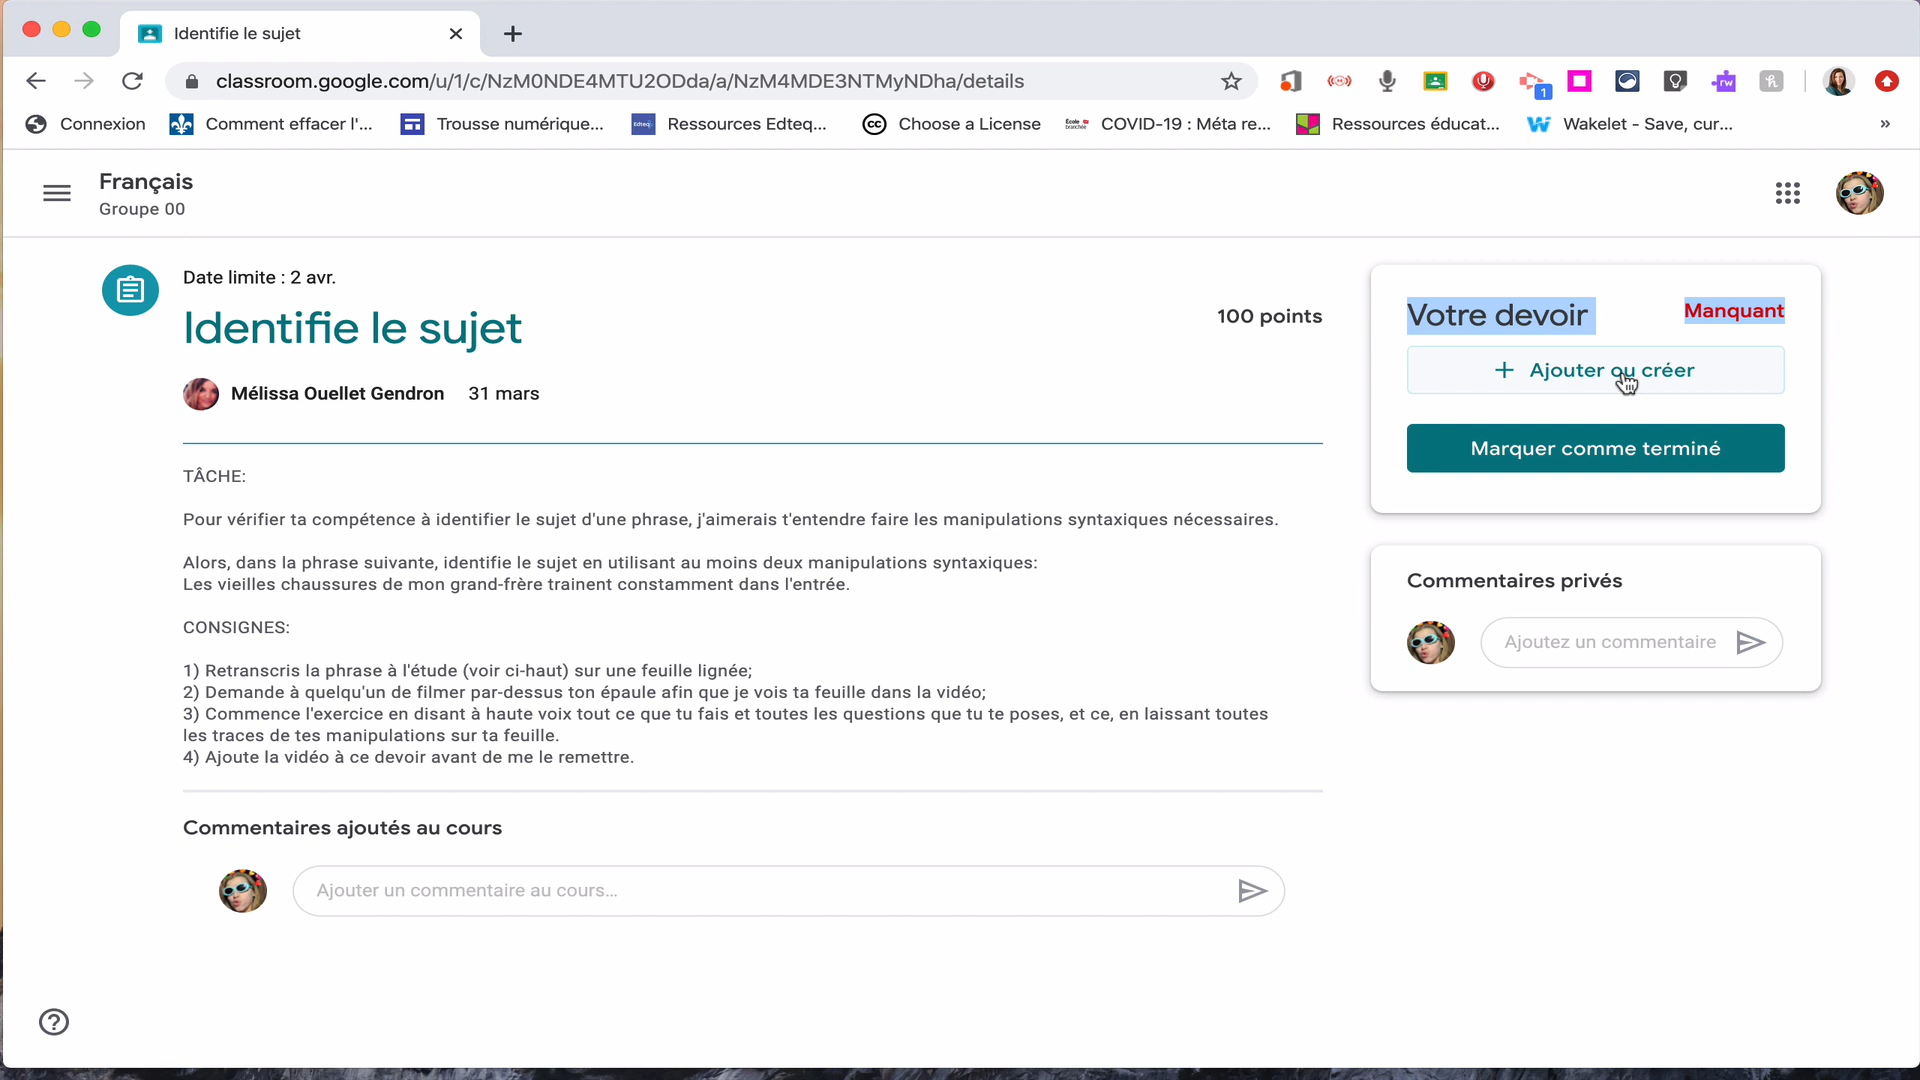 Identifie le sujet
classroom.google.com/u/1/c/NzM0NDE4MTU2ODda/a/NzM4MDE3NTMyNDha/details
1
rw
Connexion
Comment effacer l'...
Trousse numérique...
Ressources Edteq...
cc
Choose a License
COVID-19 : Méta re...
Ressources éducat...
Wakelet - Save, cur...
»
Français
Groupe 00
Date limite : 2 avr.
Identifie le sujet
100 points
Mélissa Ouellet Gendron 31 mars
TÂCHE:
Pour vérifier ta compétence à identifier le sujet d'une phrase, j'aimerais t'entendre faire les manipulations syntaxiques nécessaires.
Alors, dans la phrase suivante, identifie le sujet en utilisant au moins deux manipulations syntaxiques:
Les vieilles chaussures de mon grand-frère trainent constamment dans l'entrée.
CONSIGNES:
1) Retranscris la phrase à l'étude (voir ci-haut) sur une feuille lignée;
2) Demande à quelqu'un de filmer par-dessus ton épaule afin que je vois ta feuille dans la vidéo;
3) Commence l'exercice en disant à haute voix tout ce que tu fais et toutes les questions que tu te poses, et ce, en laissant toutes
les traces de tes manipulations sur ta feuille.
4) Ajoute la vidéo à ce devoir avant de me le remettre.
Commentaires ajoutés au cours
Ajouter un commentaire au cours...
Votre devoir
Manquant
+ Ajouter ou créer
Marquer comme terminé
Commentaires privés
Ajoutez un commentaire